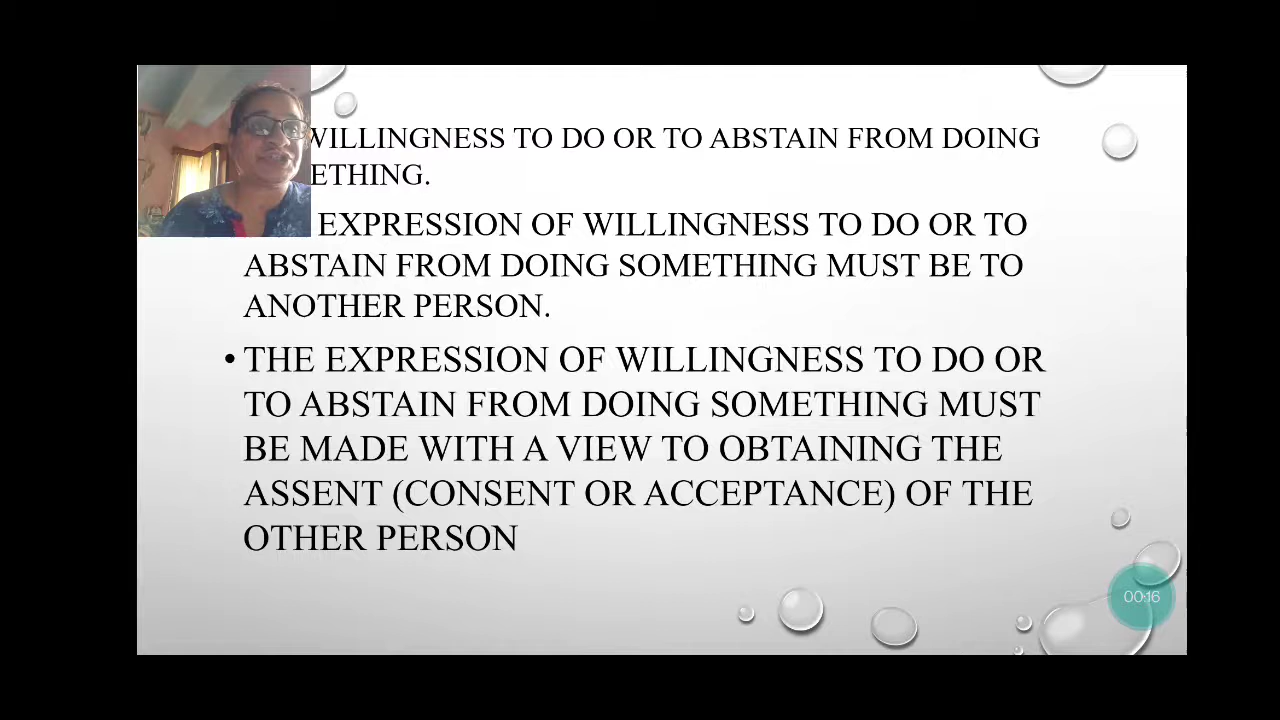 WILLINGNESS TO DO OR TO ABSTAIN FROM DOING
ETHING.
EXPRESSION OF WILLINGNESS TO DO OR TO
ABSTAIN FROM DOING SOMETHING MUST BE TO
ANOTHER PERSON.
• THE EXPRESSION OF WILLINGNESS TO DO OR
TO ABSTAIN FROM DOING SOMETHING MUST
BE MADE WITH A VIEW TO OBTAINING THE
ASSENT (CONSENT OR ACCEPTANCE) OF THE
OTHER PERSON
00:16